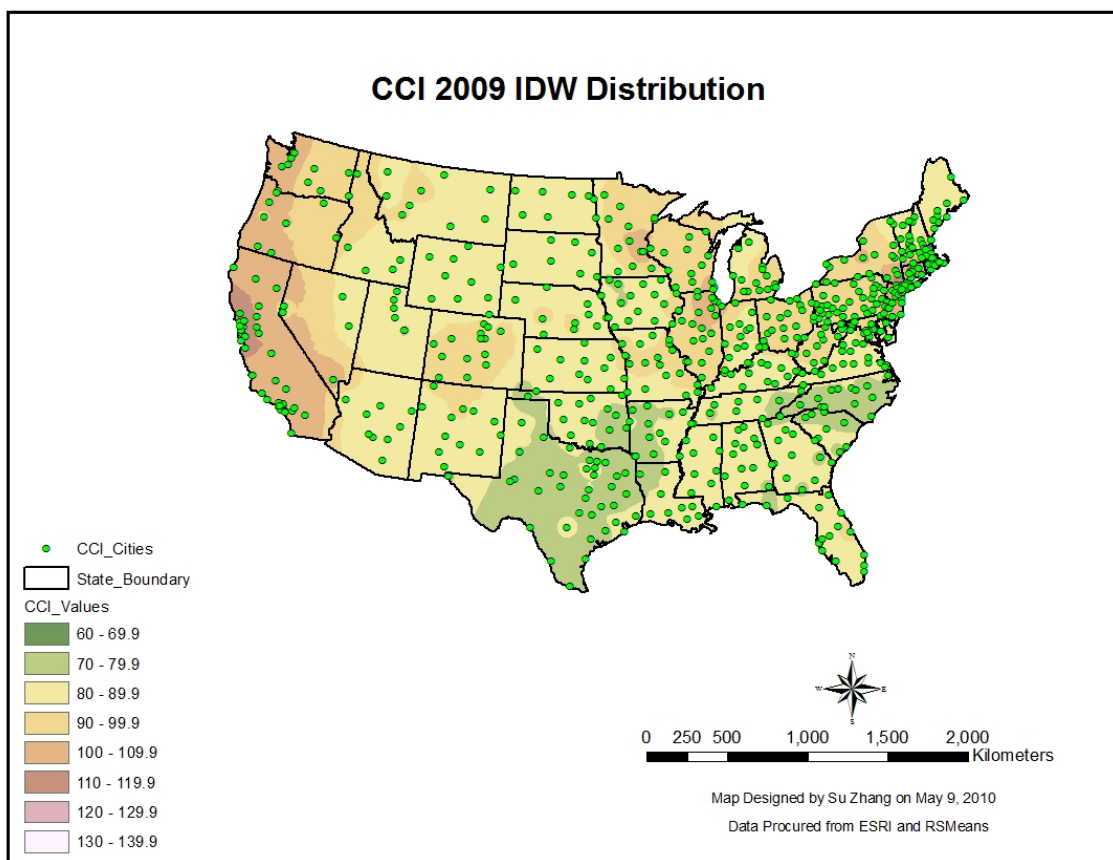 CCI 2009 IDW Distribution
CCI_Cities
State_Boundary
CCI_Values
60 - 69.9
70 - 79.9
80 - 89.9
90 - 99.9
100 - 109.9
110 - 119.9
120 - 129.9
130 - 139.9
N
W E
S
0 250 500 1,000 1,500 2,000
Kilometers
Map Designed by Su Zhang on May 9, 2010
Data Procured from ESRI and RSMeans